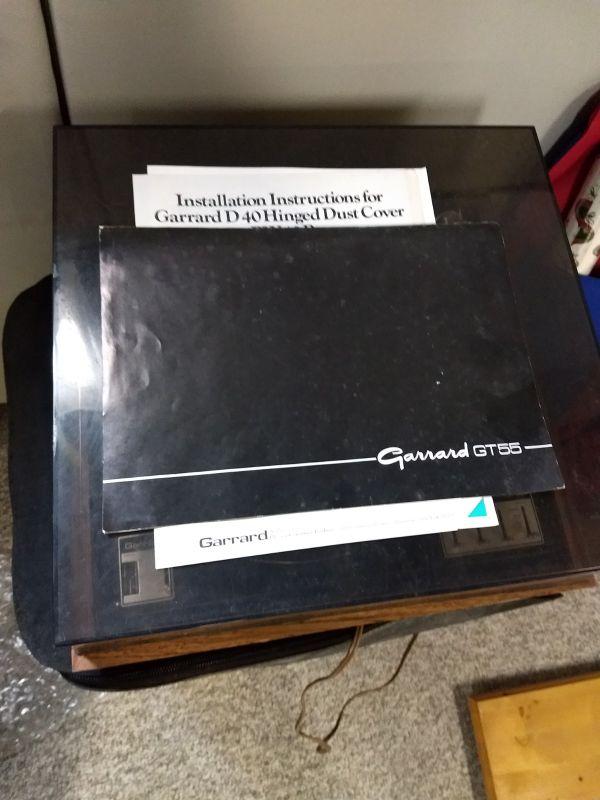 Installation Instructions for
Garrard D 40 Hinged Dust Cover
Garrard GT55
Garrard